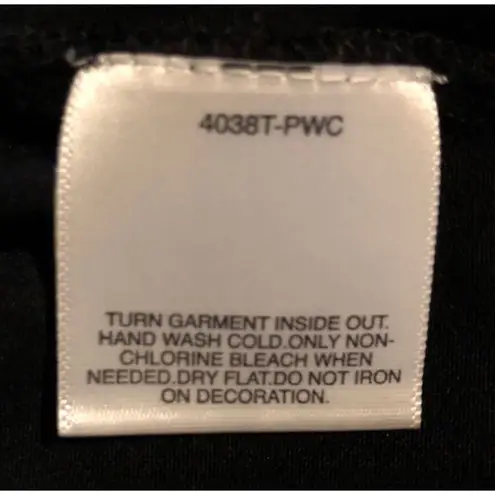 4038T-PWC
TURN GARMENT INSIDE OUT.
HAND WASH COLD.ONLY NON-
CHLORINE BLEACH WHEN
NEEDED.DRY FLAT.DO NOT IRON
ON DECORATION.